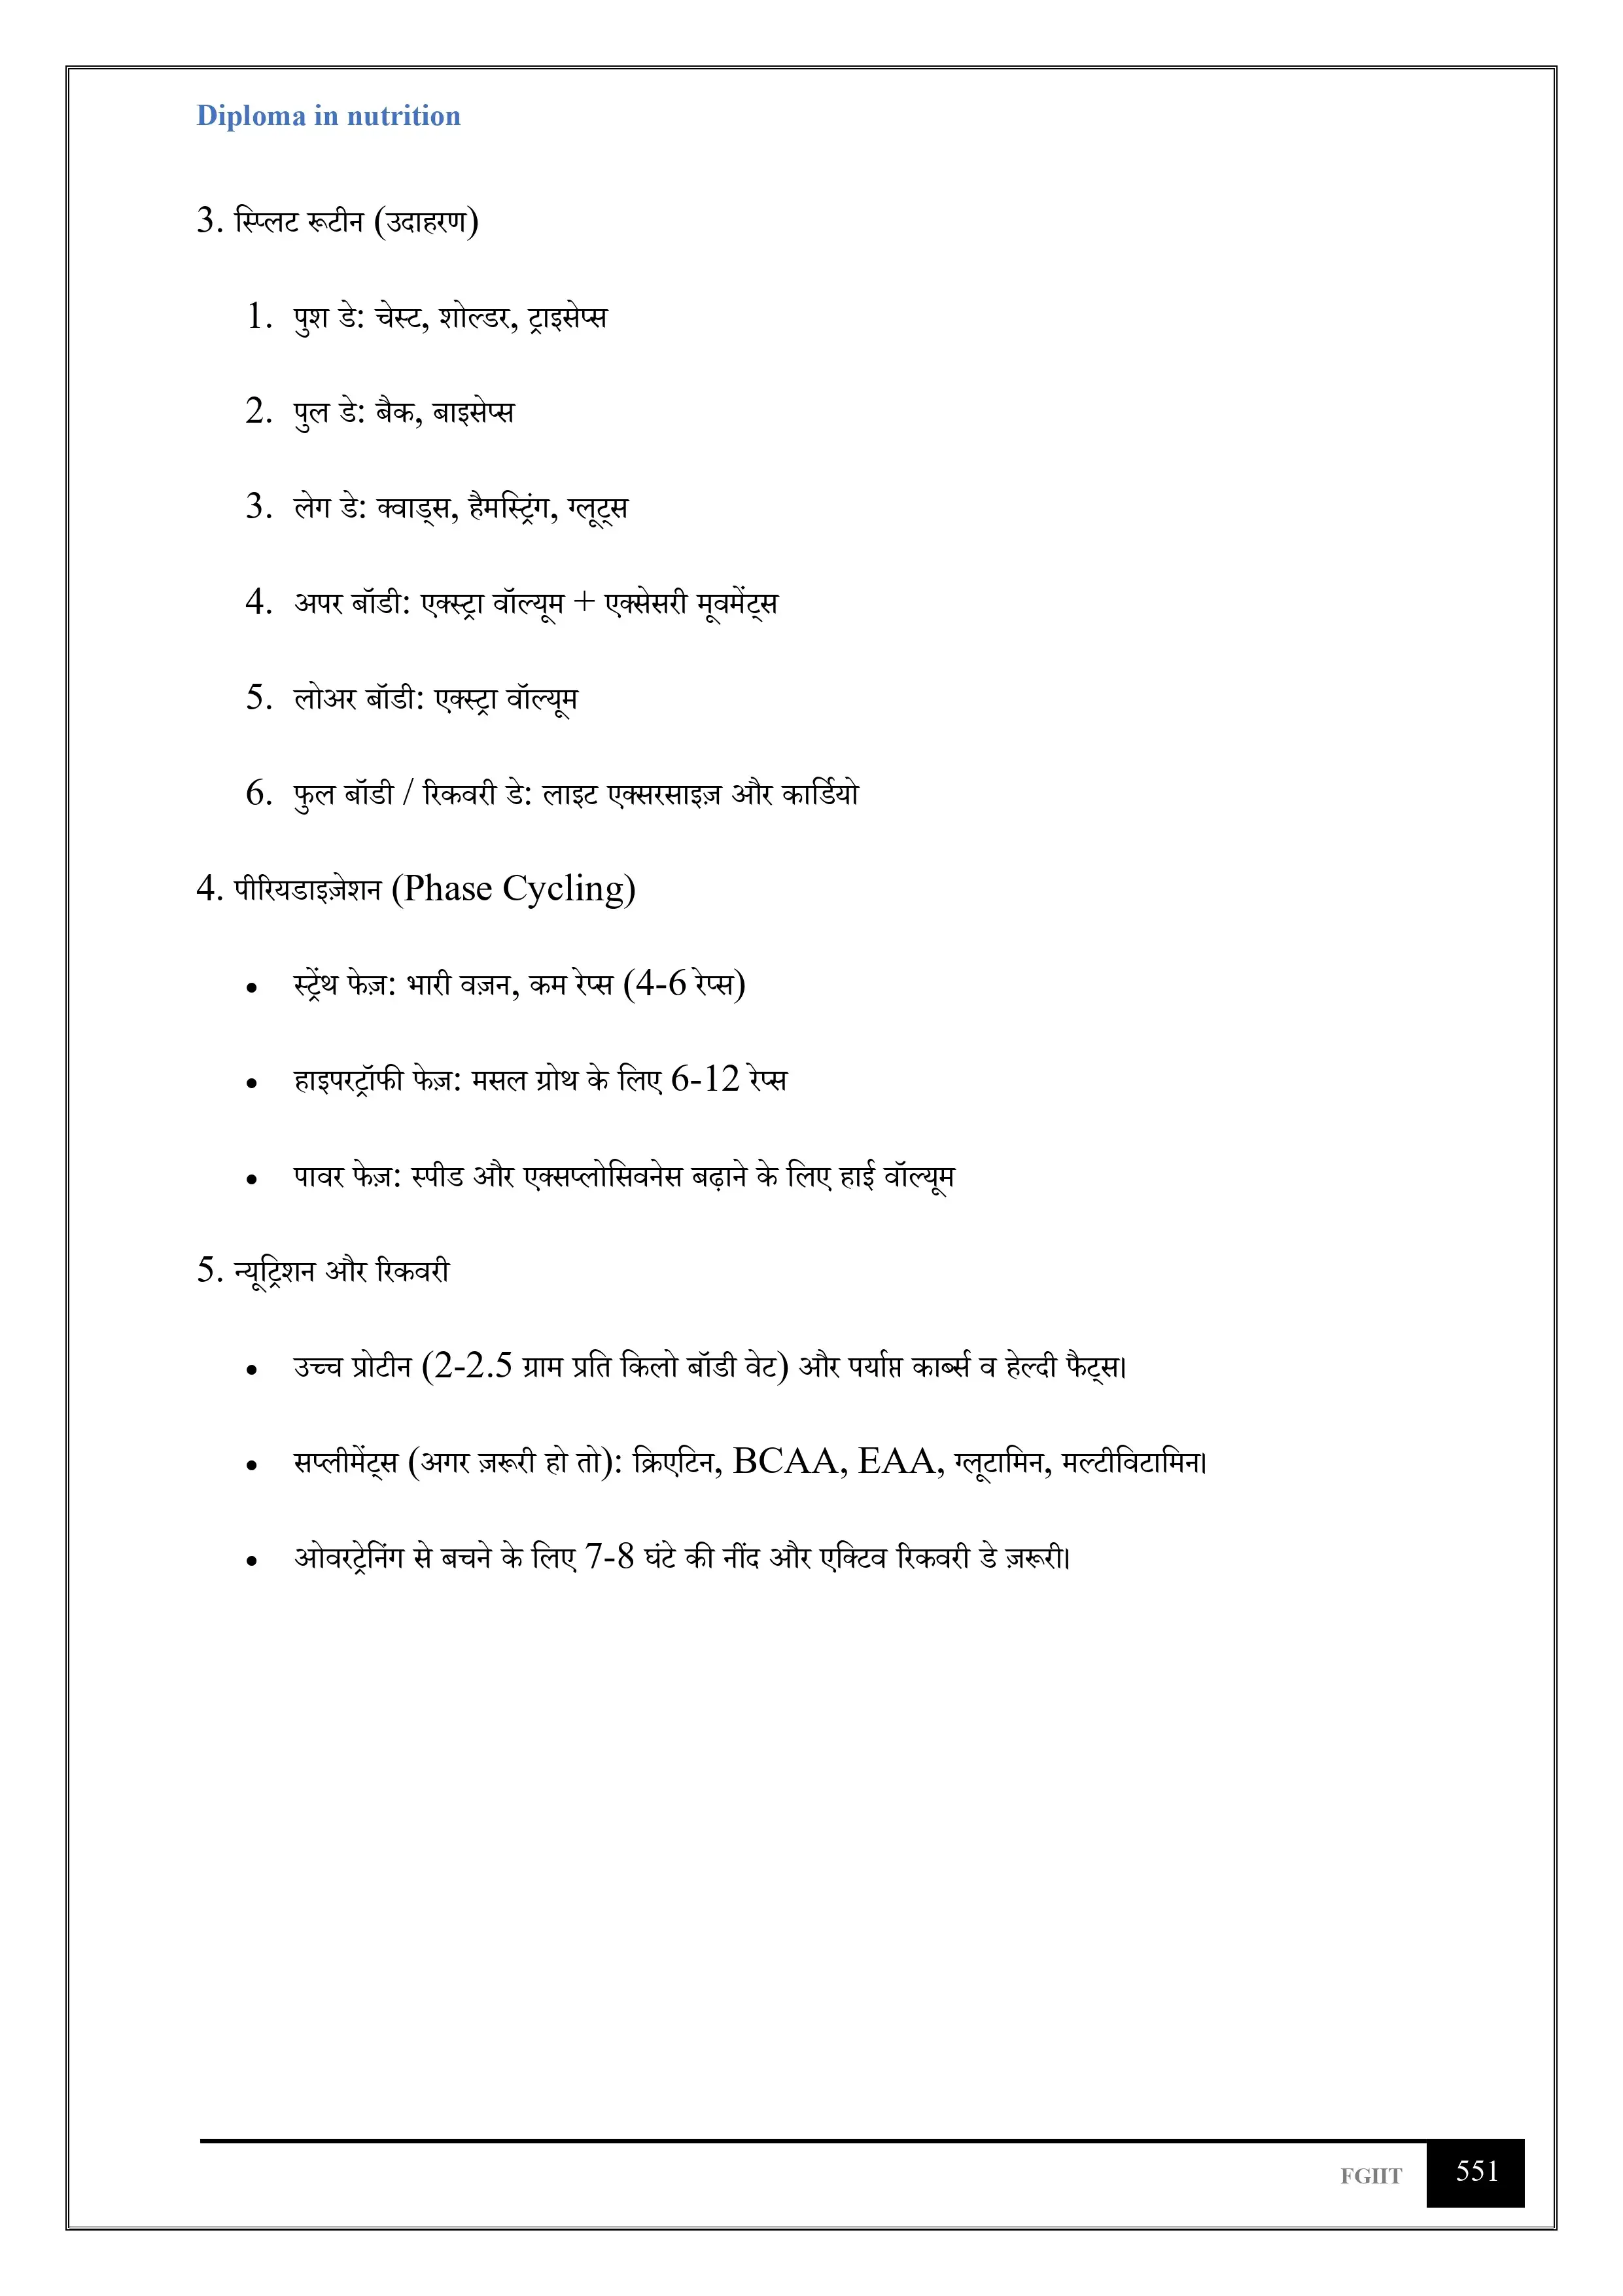 Diploma in nutrition
3. स्प्लिट रूटीन (उदाहरण)
1. पुश डे: चेस्ट, शोल्डर, ट्राइसेप्स
2. पुल डे: बैक, बाइसेप्स
3. लेग डे: क्वाड्स, हैमस्ट्रिंग, ग्लूट्स
4. अपर बॉडी: एक्स्ट्रा वॉल्यूम + एक्सेसरी मूवमेंट्स
5. लोअर बॉडी: एक्स्ट्रा वॉल्यूम
6. फुल बॉडी / रिकवरी डे: लाइट एक्सरसाइज़ और कार्डियो
4. पीरियडाइज़ेशन (Phase Cycling)
• स्ट्रेंथ फेज़: भारी वज़न, कम रेप्स (4-6 रेप्स)
• हाइपरट्रॉफी फेज़: मसल ग्रोथ के लिए 6-12 रेप्स
• पावर फेज़: स्पीड और एक्सप्लोसिवनेस बढ़ाने के लिए हाई वॉल्यूम
5. न्यूट्रिशन और रिकवरी
• उच्च प्रोटीन (2-2.5 ग्राम प्रति किलो बॉडी वेट) और पर्याप्त कार्ब्स व हेल्दी फैट्स।
• सप्लीमेंट्स (अगर ज़रूरी हो तो): क्रिएटिन, BCAA, EAA, ग्लूटामिन, मल्टीविटामिन।
• ओवरट्रेनिंग से बचने के लिए 7-8 घंटे की नींद और एक्टिव रिकवरी डे ज़रूरी।
FGIIT 551